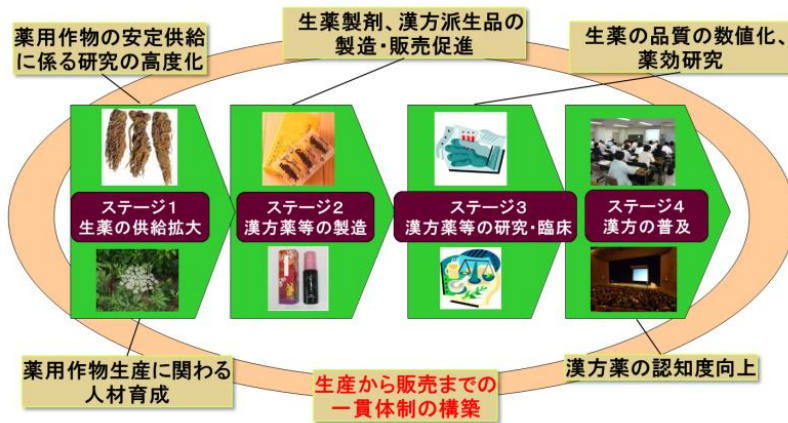 薬用作物の安定供給
に係る研究の高度化
生薬製剤、漢方派生品の
製造・販売促進
生薬の品質の数値化、
薬効研究
ステージ1
生薬の供給拡大
ステージ2
漢方薬等の製造
ステージ3
漢方薬等の研究・臨床
ステージ4
漢方の普及
薬用作物生産に関わる
人材育成
生産から販売までの
一貫体制の構築
漢方薬の認知度向上